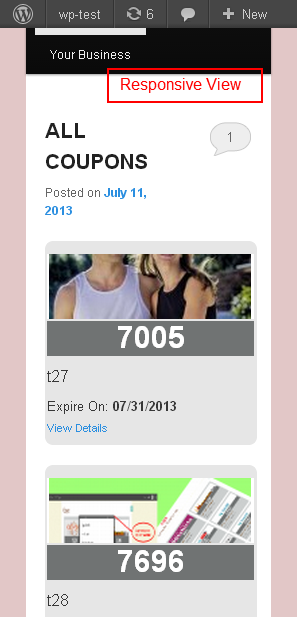 wp-test 6 New
Your Business
Responsive View
ALL
COUPONS
1
Posted on July 11,
2013
7005
t27
Expire On: 07/31/2013
View Details
7696
t28